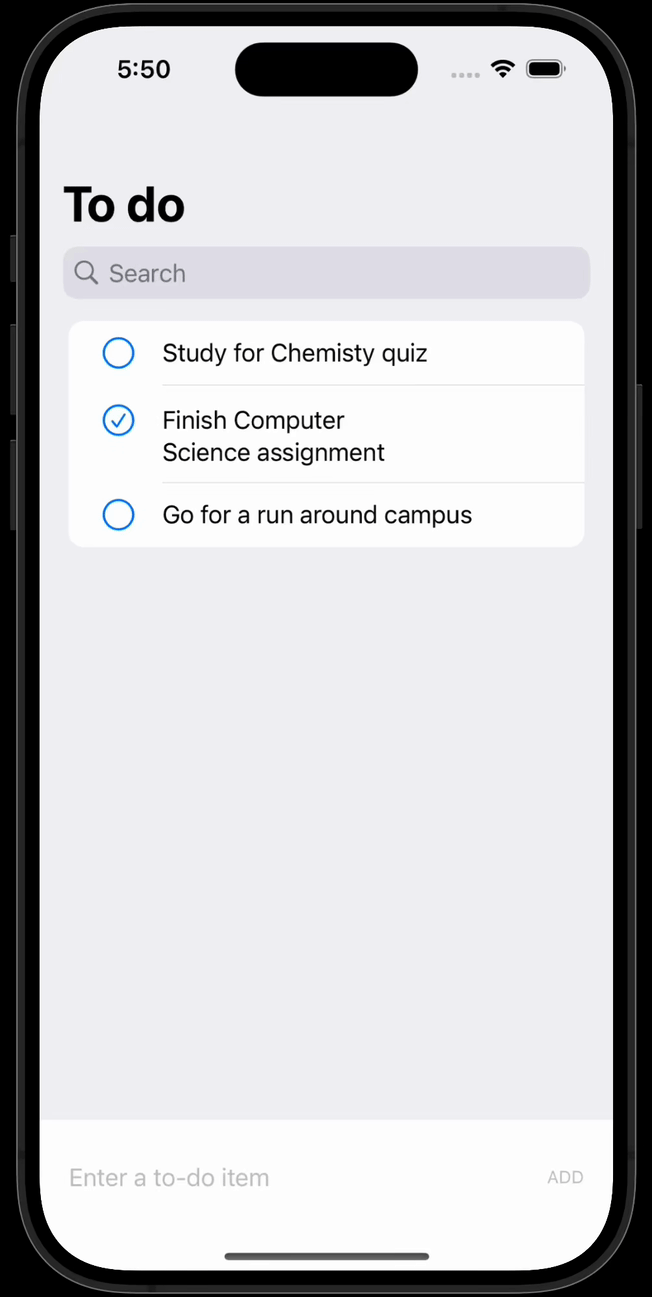 5:50
To do
Search
Study for Chemisty quiz
Finish Computer
Science assignment
Go for a run around campus
Enter a to-do item
ADD